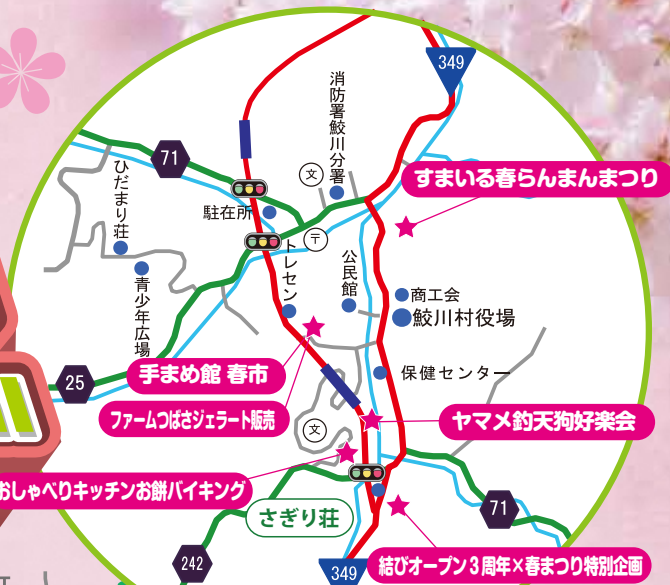 349
消防署鮫川分署
71
文
すまいる春らんまんまつり
ひだまり荘
駐在所
〒
トレセン
公民館
青少年広場
商工会
鮫川村役場
手まめ館 春市
25
保健センター
ファームつばさジェラート販売
ヤマメ釣天狗好楽会
文
おしゃべりキッチンお餅バイキング
さぎり荘
71
242
349
結びオープン3周年×春まつり特別企画